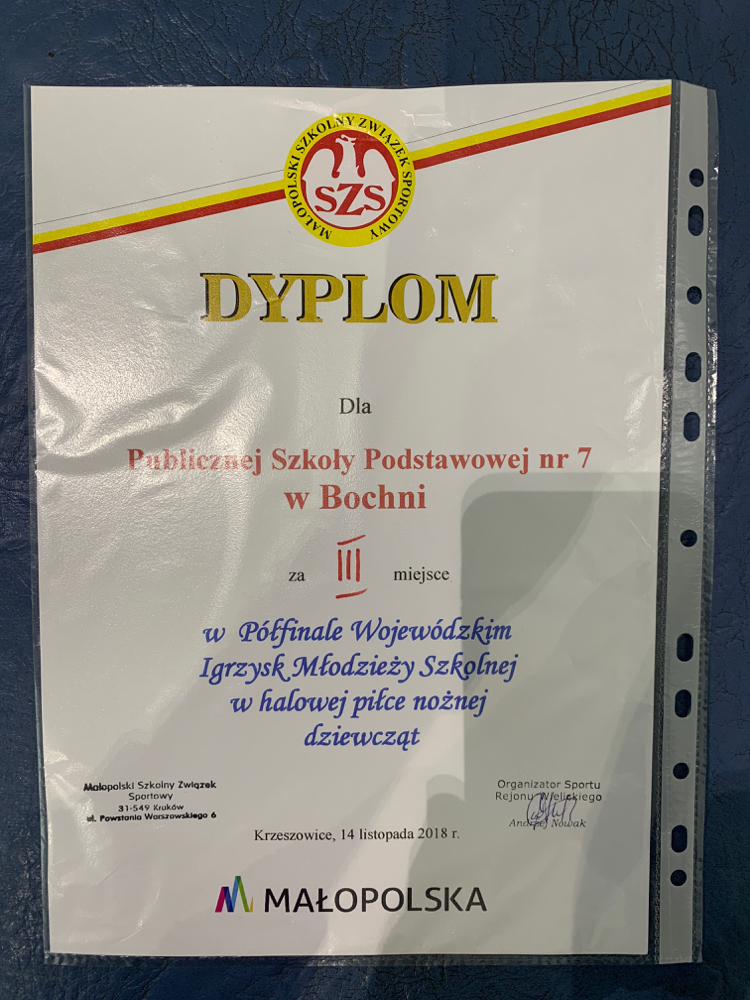 MAŁOPOLSKI SZKOLNY ZWIĄZEK SPORTOWY
SZS
DYPLOM
Dla
Publicznej Szkoły Podstawowej nr 7
w Bochni
za III miejsce
w Półfinale Wojewódzkim
Igrzysk Młodzieży Szkolnej
w halowej piłce nożnej
dziewcząt
Małopolski Szkolny Związek
Sportowy
31-549 Kraków
ul. Powstania Warszawskiego 6
Organizator Sportu
Rejonu Wielickiego
Andrzej Nowak
Krzeszowice, 14 listopada 2018 r.
MAŁOPOLSKA